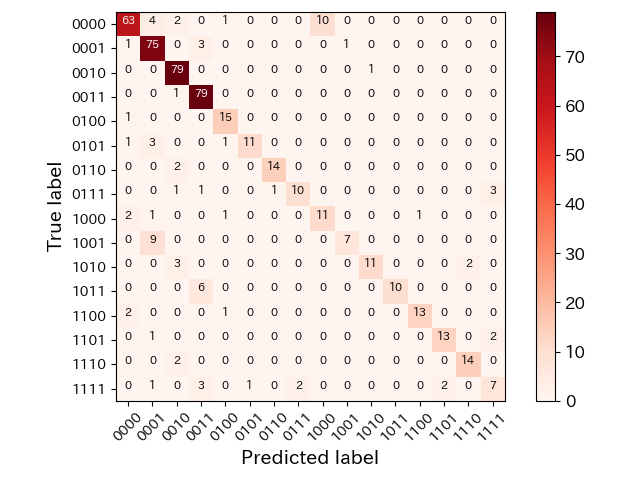 0000 63 4 2 0 1 0 0 0 10 0 0 0 0 0 0 0
0001 1 75 0 3 0 0 0 0 0 1 0 0 0 0 0 0
0010 0 0 79 0 0 0 0 0 0 0 1 0 0 0 0 0
0011 0 0 1 79 0 0 0 0 0 0 0 0 0 0 0 0
0100 1 0 0 0 15 0 0 0 0 0 0 0 0 0 0 0
0101 1 3 0 0 1 11 0 0 0 0 0 0 0 0 0 0
0110 0 0 2 0 0 0 14 0 0 0 0 0 0 0 0 0
0111 0 0 1 1 0 0 1 10 0 0 0 0 0 0 0 3
1000 2 1 0 0 1 0 0 0 11 0 0 0 1 0 0 0
1001 0 9 0 0 0 0 0 0 0 7 0 0 0 0 0 0
1010 0 0 3 0 0 0 0 0 0 0 11 0 0 0 2 0
1011 0 0 0 6 0 0 0 0 0 0 0 10 0 0 0 0
1100 2 0 0 0 1 0 0 0 0 0 0 0 13 0 0 0
1101 0 1 0 0 0 0 0 0 0 0 0 0 0 13 0 2
1110 0 0 2 0 0 0 0 0 0 0 0 0 0 0 14 0
1111 0 1 0 3 0 1 0 2 0 0 0 0 0 2 0 7
0000 0001 0010 0011 0100 0101 0110 0111 1000 1001 1010 1011 1100 1101 1110 1111
Predicted label
True label
70
60
50
40
30
20
10
0